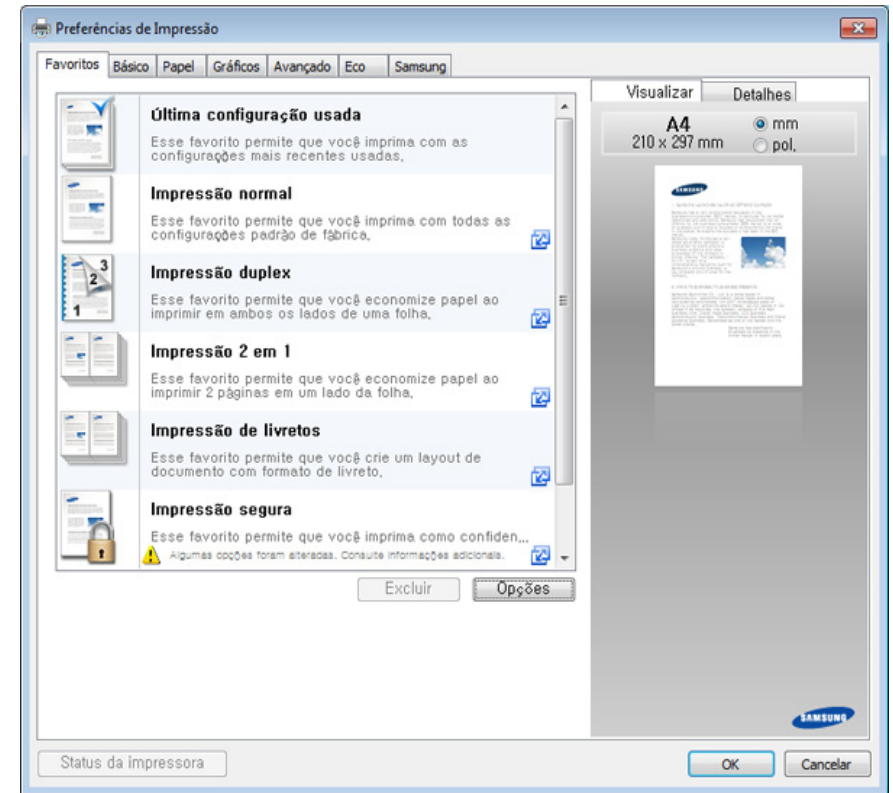 Preferências de Impressão
Favoritos Básico Papel Gráficos Avançado Eco Samsung
Última configuração usada
Esse favorito permite que você imprima com as
configurações mais recentes usadas.
Impressão normal
Esse favorito permite que você imprima com todas as
configurações padrão de fábrica.
3
2
1
Impressão duplex
Esse favorito permite que você economize papel ao
imprimir em ambos os lados de uma folha.
Impressão 2 em 1
Esse favorito permite que você economize papel ao
imprimir 2 páginas em um lado da folha.
Impressão de livretos
Esse favorito permite que você crie um layout de
documento com formato de livreto.
Impressão segura
Esse favorito permite que você imprima como confiden...
Algumas opções foram alteradas. Consulte informações adicionais.
Excluir Opções
Visualizar Detalhes
A4
210 x 297 mm
mm
pol.
SAMSUNG
SAMSUNG
Status da impressora
OK Cancelar